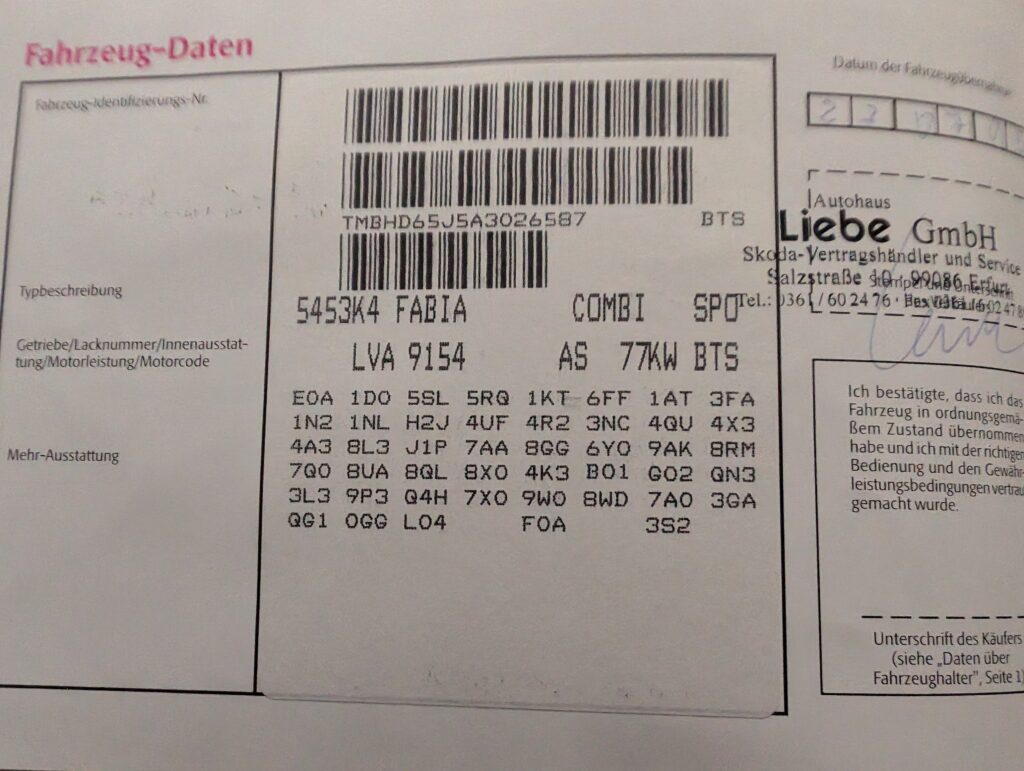 Fahrzeug-Daten
Fahrzeug-Identifizierungs-Nr.
TMBHD65J5A3026587 BTS
Typbeschreibung
5453K4 FABIA COMBI SPO
Getriebe/Lacknummer/Innenausstat-
tung/Motorleistung/Motorcode
LVA 9154 AS 77KW BTS
Mehr-Ausstattung
E0A 1D0 5SL 5RQ 1KT 6FF 1AT 3FA
1N2 1NL H2J 4UF 4R2 3NC 4QU 4X3
4A3 8L3 J1P 7AA 8GG 6Y0 9AK 8RM
7Q0 8UA 8QL 8X0 4K3 B01 G02 QN3
3L3 9P3 Q4H 7X0 9W0 8WD 7A0 3GA
QG1 0GG L04 F0A 3S2
Datum der Fahrzeugübernahme
2 3
Autohaus
Liebe GmbH
Skoda-Vertragshändler und Service
Salzstraße 10 · 99086 Erfurt
Tel.: 0361 / 60 24 76 ·
Ich bestätigte, dass ich das
Fahrzeug in ordnungsgemä-
ßem Zustand übernommen
habe und ich mit der richtigen
Bedienung und den Gewähr-
leistungsbedingungen vertraut
gemacht wurde.
Unterschrift des Käufers
(siehe „Daten über
Fahrzeughalter", Seite 1)